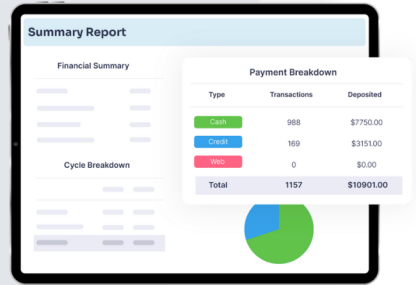 Summary Report
Financial Summary
Cycle Breakdown
Payment Breakdown
Type Transactions Deposited
Cash 988 $7750.00
Credit 169 $3151.00
Web 0 $0.00
Total 1157 $10901.00